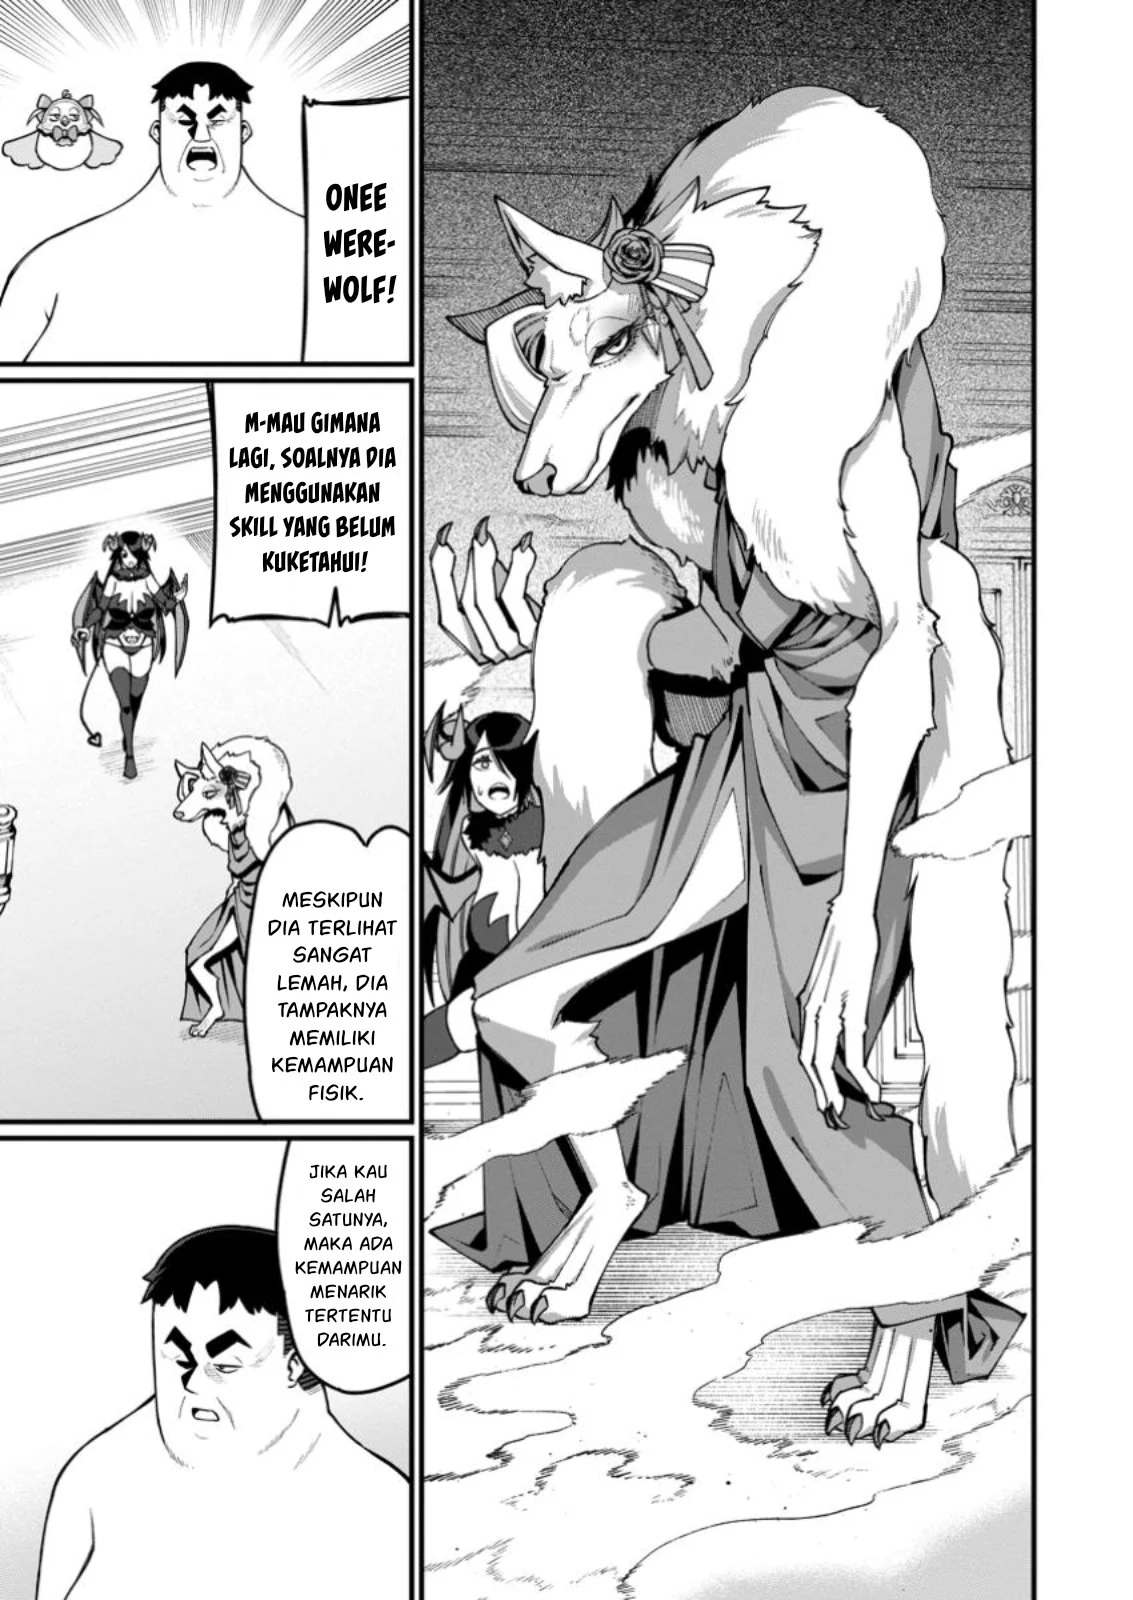 ONEE
WERE-
WOLF!
M-MAU GIMANA
LAGI, SOALNYA DIA
MENGGUNAKAN
SKILL YANG BELUM
KUKETAHUI!
MESKIPUN
DIA TERLIHAT
SANGAT
LEMAH, DIA
TAMPAKNYA
MEMILIKI
KEMAMPUAN
FISIK.
JIKA KAU
SALAH
SATUNYA,
MAKA ADA
KEMAMPUAN
MENARIK
TERTENTU
DARIMU.